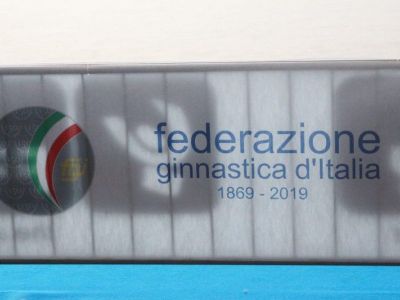 federazione
ginnastica d'Italia
1869 - 2019